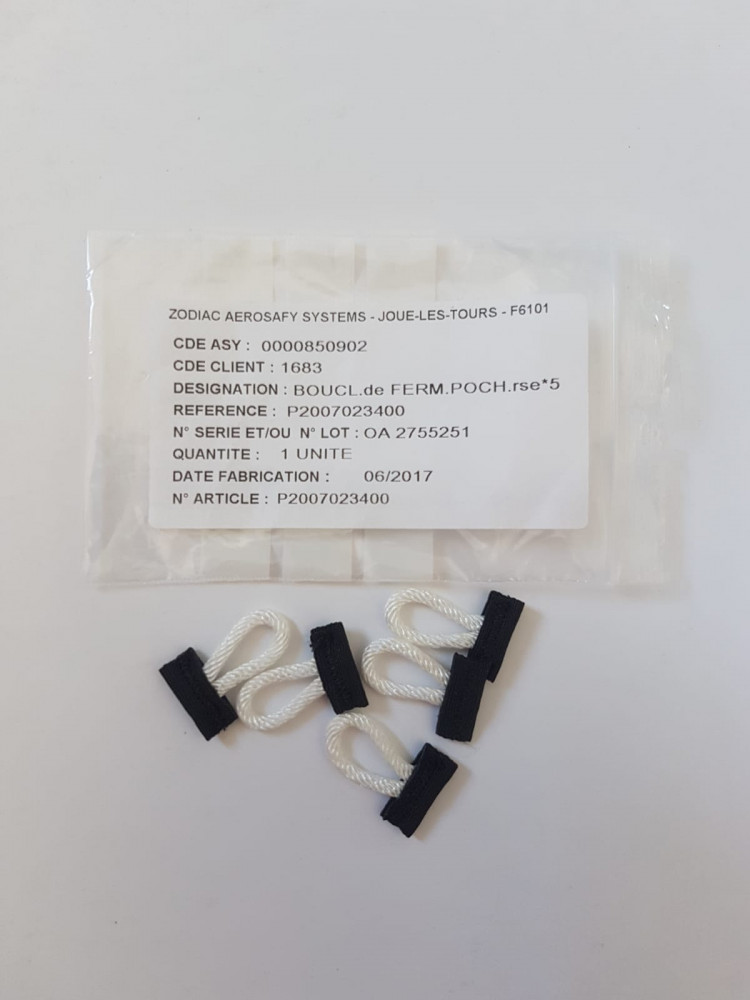 ZODIAC AEROSAFY SYSTEMS - JOUE-LES-TOURS - F6101
CDE ASY : 0000850902
CDE CLIENT : 1683
DESIGNATION : BOUCL.de FERM.POCH.rse*5
REFERENCE : P2007023400
N° SERIE ET/OU N° LOT : OA 2755251
QUANTITE : 1 UNITE
DATE FABRICATION : 06/2017
N° ARTICLE : P2007023400